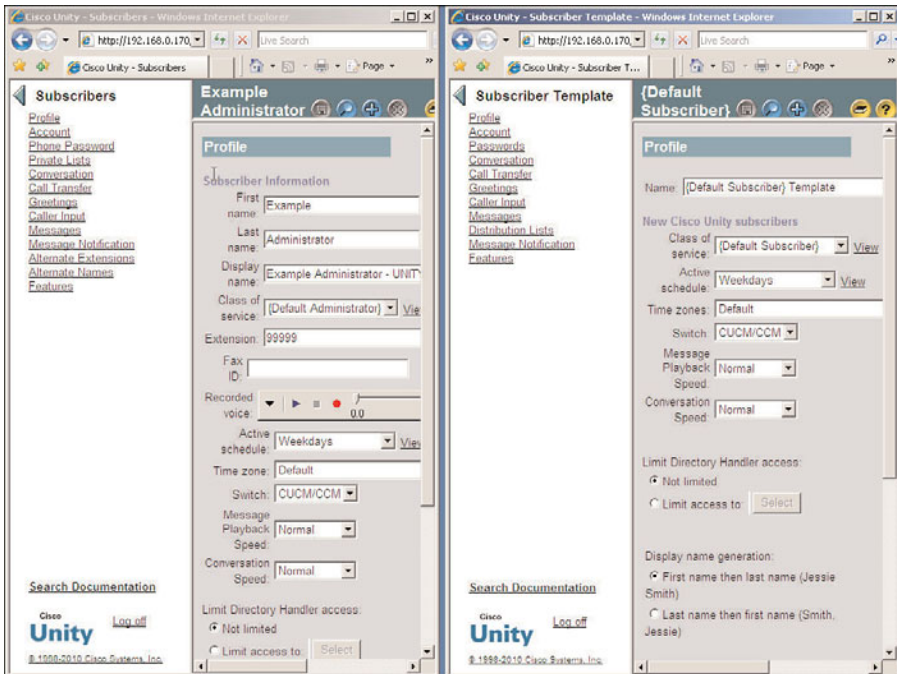 Cisco Unity - Subscribers - Windows Internet Explorer
http://192.168.0.170,
Live Search
Cisco Unity - Subscribers
Page
»
Subscribers
Profile
Account
Phone Password
Private Lists
Conversation
Call Transfer
Greetings
Caller Input
Messages
Message Notification
Alternate Extensions
Alternate Names
Features
Search Documentation
Cisco
Unity
Log off
© 1998-2010 Cisco Systems, Inc.
Example
Administrator
Profile
Subscriber Information
First name: Example
Last name: Administrator
Display name: Example Administrator - UNITY
Class of service: {Default Administrator} View
Extension: 99999
Fax ID:
Recorded voice: 0.0
Active schedule: Weekdays View
Time zone: Default
Switch: CUCM/CCM
Message Playback Speed: Normal
Conversation Speed: Normal
Limit Directory Handler access:
Not limited
Limit access to: Select
Cisco Unity - Subscriber Template - Windows Internet Explorer
http://192.168.0.170,
Live Search
Cisco Unity - Subscriber T...
Page
»
Subscriber Template
Profile
Account
Passwords
Conversation
Call Transfer
Greetings
Caller Input
Messages
Distribution Lists
Message Notification
Features
Search Documentation
Cisco
Unity
Log off
© 1998-2010 Cisco Systems, Inc.
{Default
Subscriber}
?
Profile
Name: {Default Subscriber} Template
New Cisco Unity subscribers
Class of service: {Default Subscriber} View
Active schedule: Weekdays View
Time zones: Default
Switch: CUCM/CCM
Message Playback Speed: Normal
Conversation Speed: Normal
Limit Directory Handler access:
Not limited
Limit access to: Select
Display name generation:
First name then last name (Jessie
Smith)
Last name then first name (Smith,
Jessie)